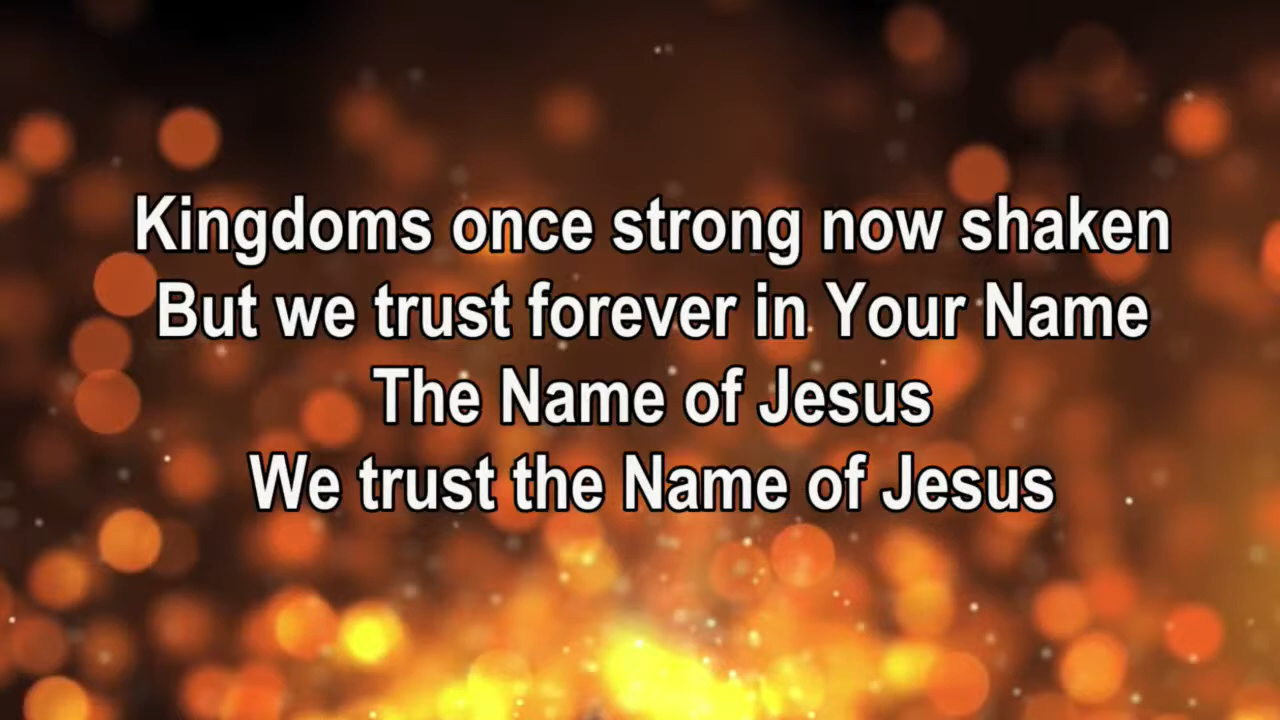 Kingdoms once strong now shaken
But we trust forever in Your Name
The Name of Jesus
We trust the Name of Jesus